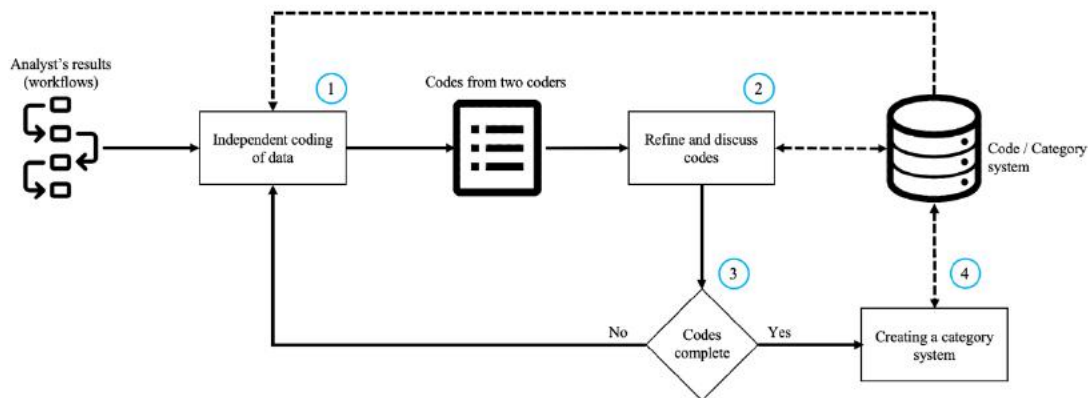 Analyst's results
(workflows)
1
Independent coding
of data
Codes from two coders
2
Refine and discuss
codes
Code / Category
system
3
Codes
complete
No
Yes
4
Creating a category
system